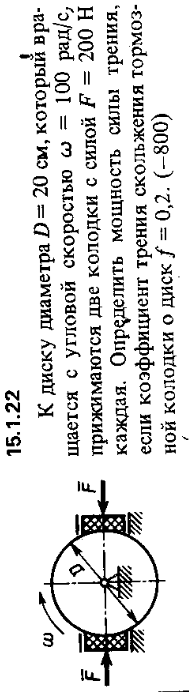 15.1.22
К диску диаметра D = 20 см, который вра-
щается с угловой скоростью ω = 100 рад/с,
прижимаются две колодки с силой F = 200 Н
каждая. Определить мощность силы трения,
если коэффициент трения скольжения тормоз-
ной колодки о диск f = 0,2. (−800)
ω
D
F̅
F̅